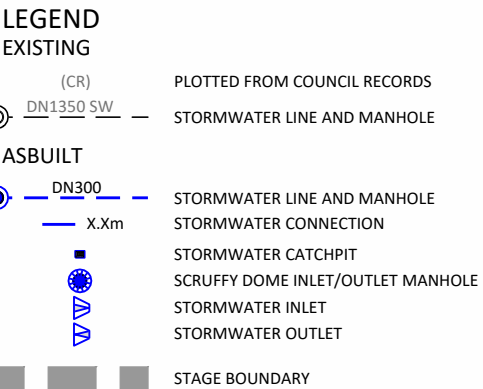 LEGEND
EXISTING
(CR) PLOTTED FROM COUNCIL RECORDS
DN1350 SW STORMWATER LINE AND MANHOLE
ASBUILT
DN300 STORMWATER LINE AND MANHOLE
X.Xm STORMWATER CONNECTION
STORMWATER CATCHPIT
SCRUFFY DOME INLET/OUTLET MANHOLE
STORMWATER INLET
STORMWATER OUTLET
STAGE BOUNDARY